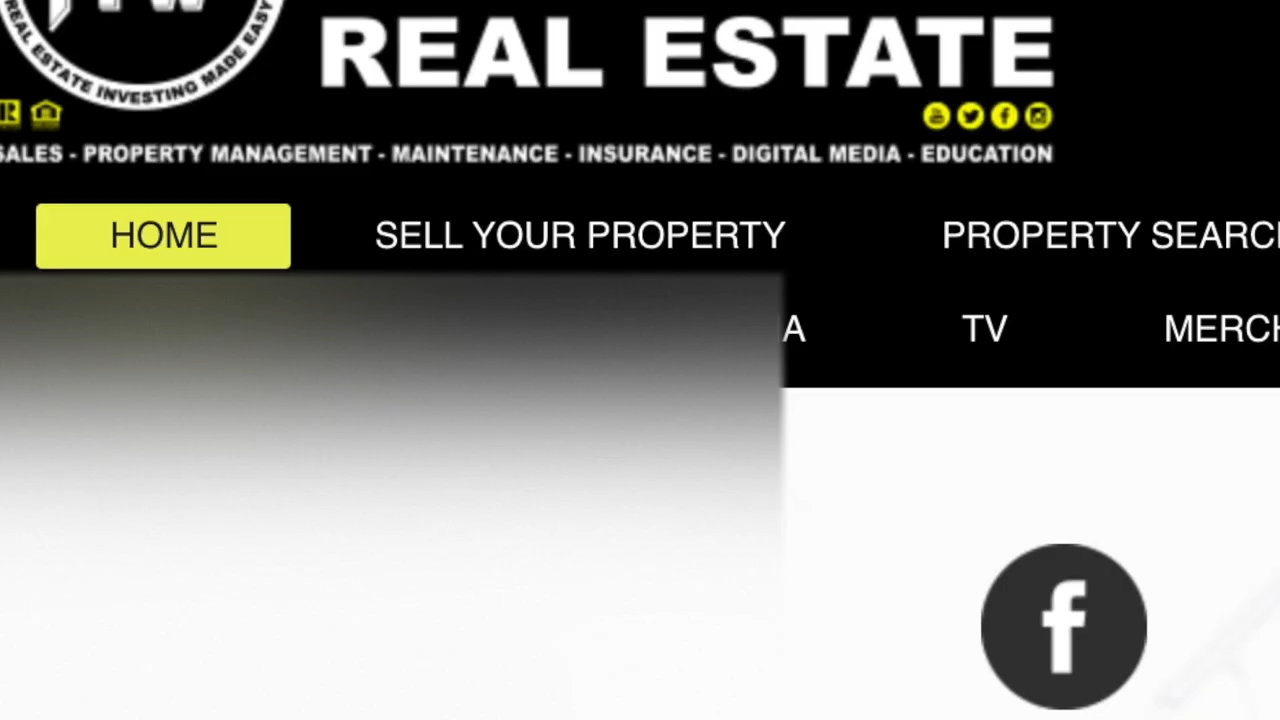 REAL ESTATE INVESTING MADE EASY
REAL ESTATE
SALES - PROPERTY MANAGEMENT - MAINTENANCE - INSURANCE - DIGITAL MEDIA - EDUCATION
HOME SELL YOUR PROPERTY PROPERTY SEARCH
A TV MERCH
f